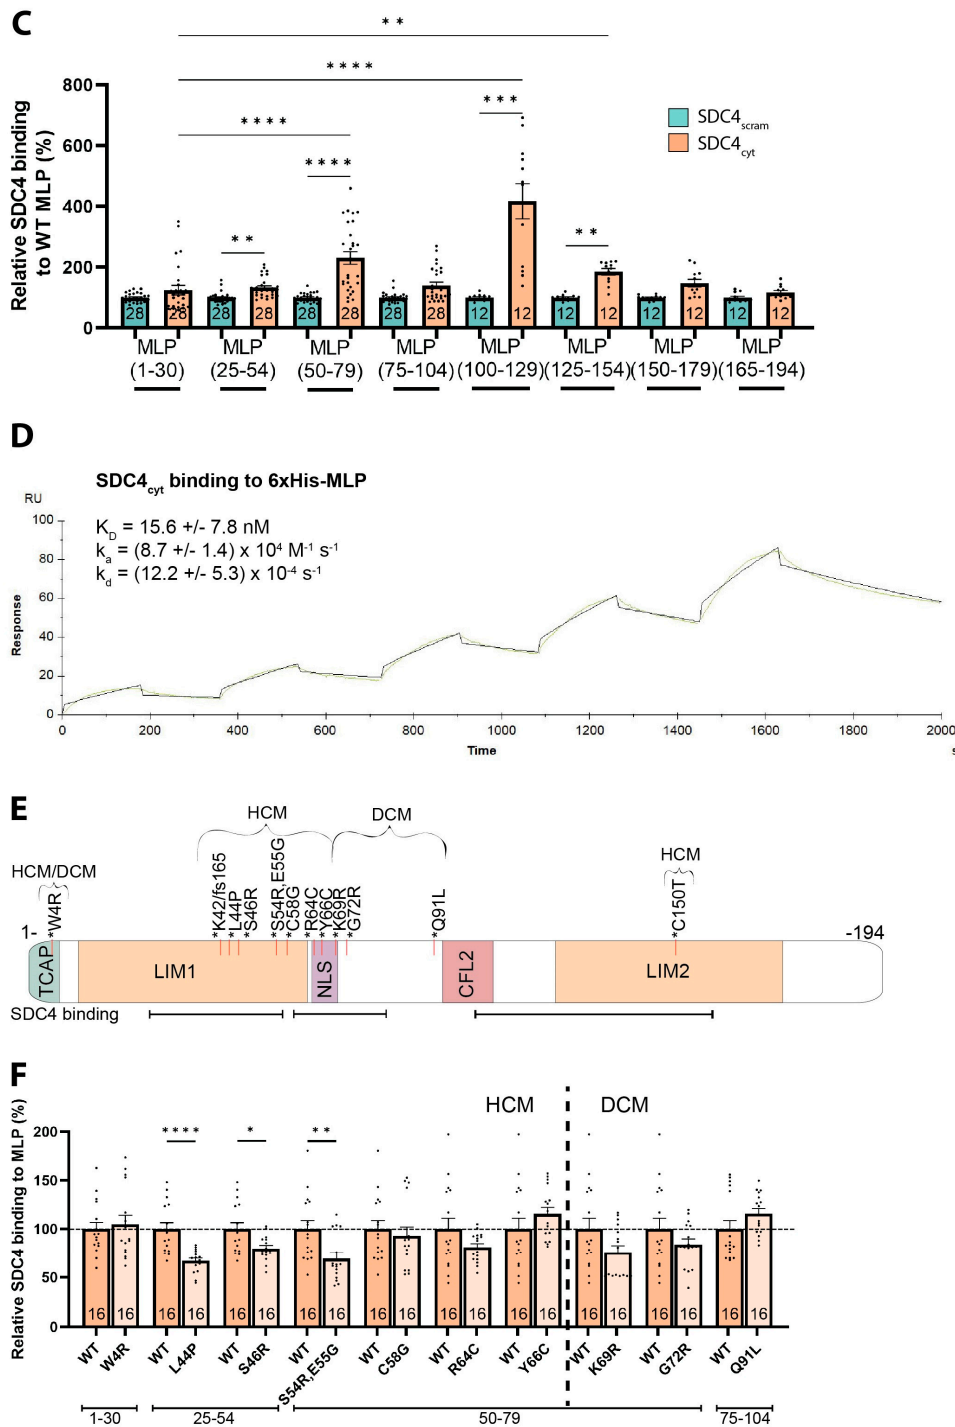 C
* *
* * * *
* * * *
* * *
* * * *
* *
* *
SDC4scram
SDC4cyt
Relative SDC4 binding
to WT MLP (%)
800
600
400
200
0
28 28 28 28 28 28 28 28 12 12 12 12 12 12 12 12
MLP MLP MLP MLP MLP MLP MLP MLP
(1-30) (25-54) (50-79) (75-104) (100-129) (125-154) (150-179) (165-194)
D
SDC4cyt binding to 6xHis-MLP
RU
KD = 15.6 +/- 7.8 nM
ka = (8.7 +/- 1.4) x 10⁴ M⁻¹ s⁻¹
kd = (12.2 +/- 5.3) x 10⁻⁴ s⁻¹
Response
100
80
60
40
20
0
0 200 400 600 800 1000 1200 1400 1600 1800 2000
Time
s
E
HCM DCM
HCM/DCM HCM
*W4R *K42/fs165 *L44P *S46R *S54R,E55G *C58G *R64C *Y66C *K69R *G72R *Q91L *C150T
1- -194
TCAP LIM1 NLS CFL2 LIM2
SDC4 binding
F
HCM DCM
Relative SDC4 binding to MLP (%)
* * * * * * *
200
150
100
50
0
16 16 16 16 16 16 16 16 16 16 16 16 16 16 16 16 16 16 16 16
WT W4R WT L44P WT S46R WT S54R,E55G WT C58G WT R64C WT Y66C WT K69R WT G72R WT Q91L
1-30 25-54 50-79 75-104